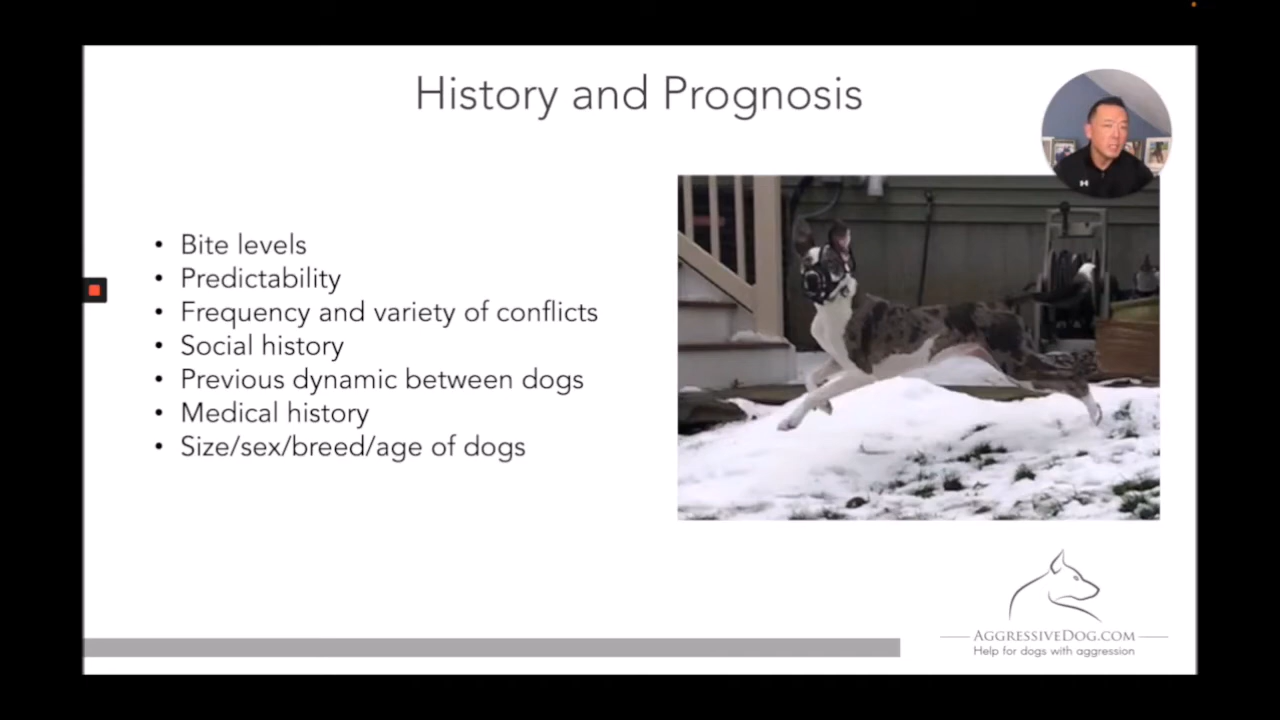 History and Prognosis
• Bite levels
• Predictability
• Frequency and variety of conflicts
• Social history
• Previous dynamic between dogs
• Medical history
• Size/sex/breed/age of dogs
AGGRESSIVEDOG.COM
Help for dogs with aggression